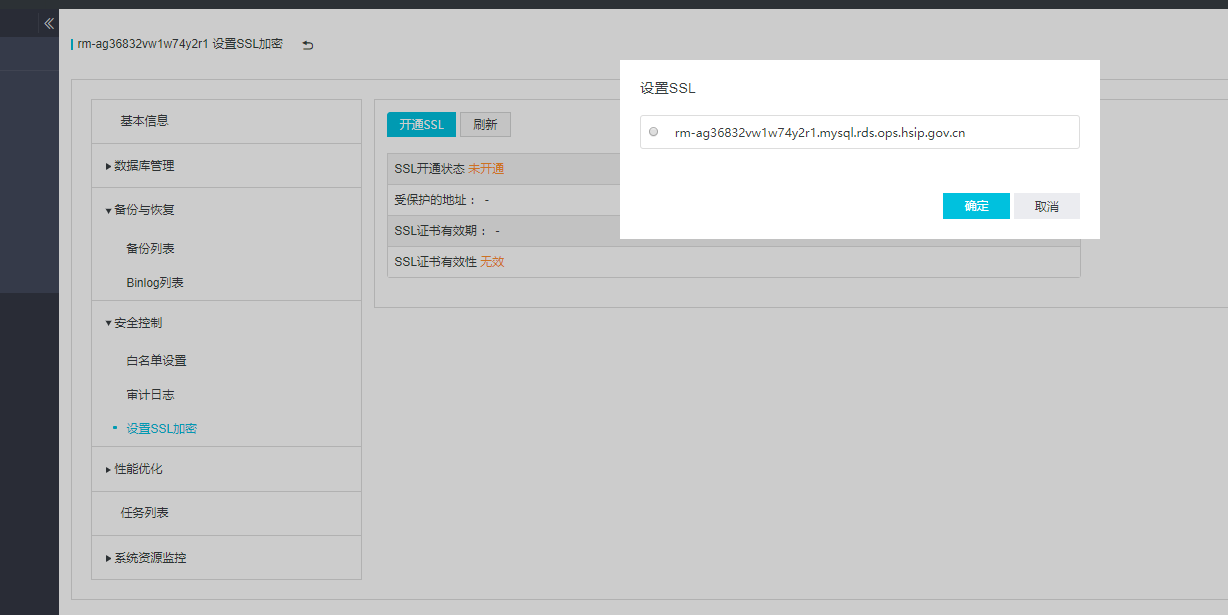 rm-ag36832vw1w74y2r1 设置SSL加密
基本信息
数据库管理
备份与恢复
备份列表
Binlog列表
安全控制
白名单设置
审计日志
设置SSL加密
性能优化
任务列表
系统资源监控
开通SSL 刷新
SSL开通状态 未开通
受保护的地址： -
SSL证书有效期： -
SSL证书有效性 无效
设置SSL
rm-ag36832vw1w74y2r1.mysql.rds.ops.hsip.gov.cn
确定 取消